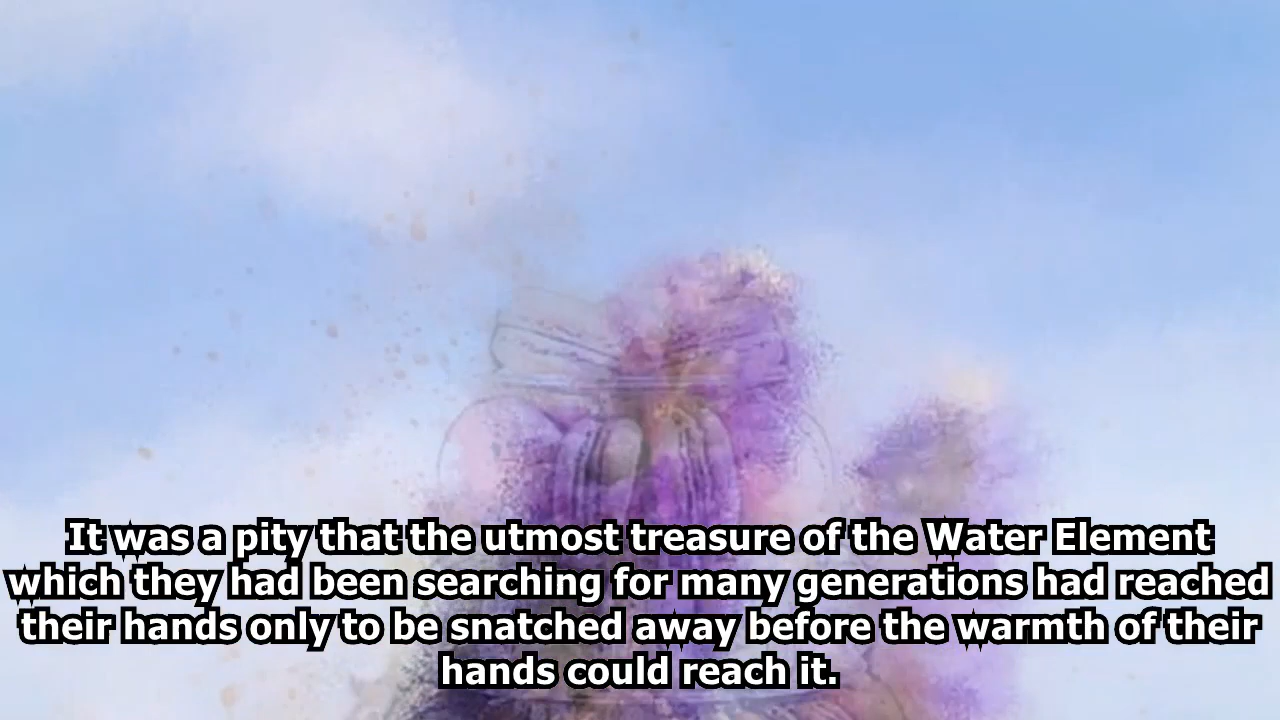 It was a pity that the utmost treasure of the Water Element
which they had been searching for many generations had reached
their hands only to be snatched away before the warmth of their
hands could reach it.